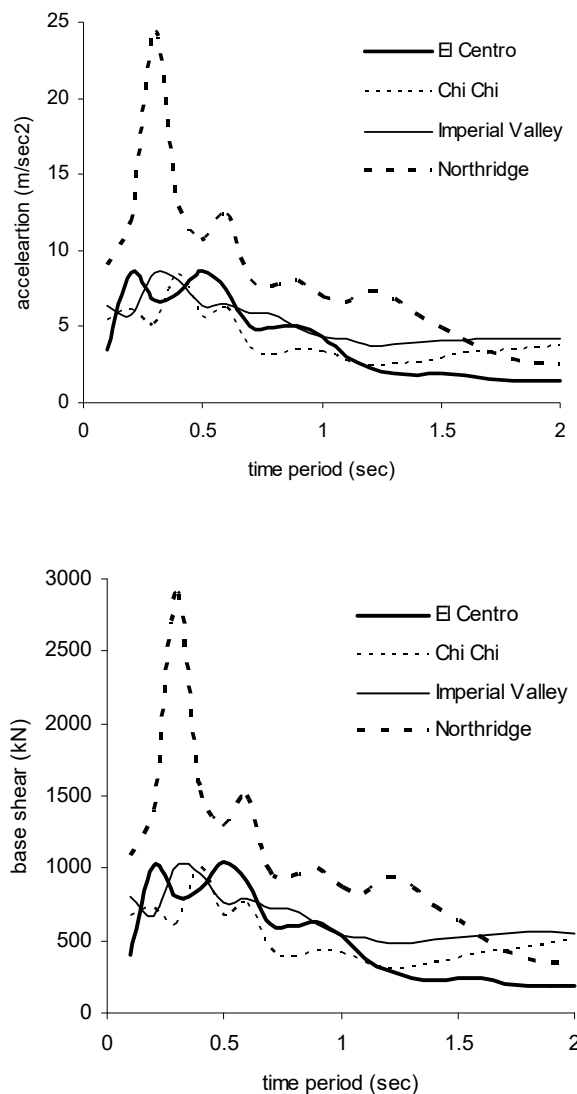 25
20
15
10
5
0
acceleartion (m/sec2)
El Centro
Chi Chi
Imperial Valley
Northridge
0 0.5 1 1.5 2
time period (sec)
3000
2500
2000
1500
1000
500
0
base shear (kN)
El Centro
Chi Chi
Imperial Valley
Northridge
0 0.5 1 1.5 2
time period (sec)